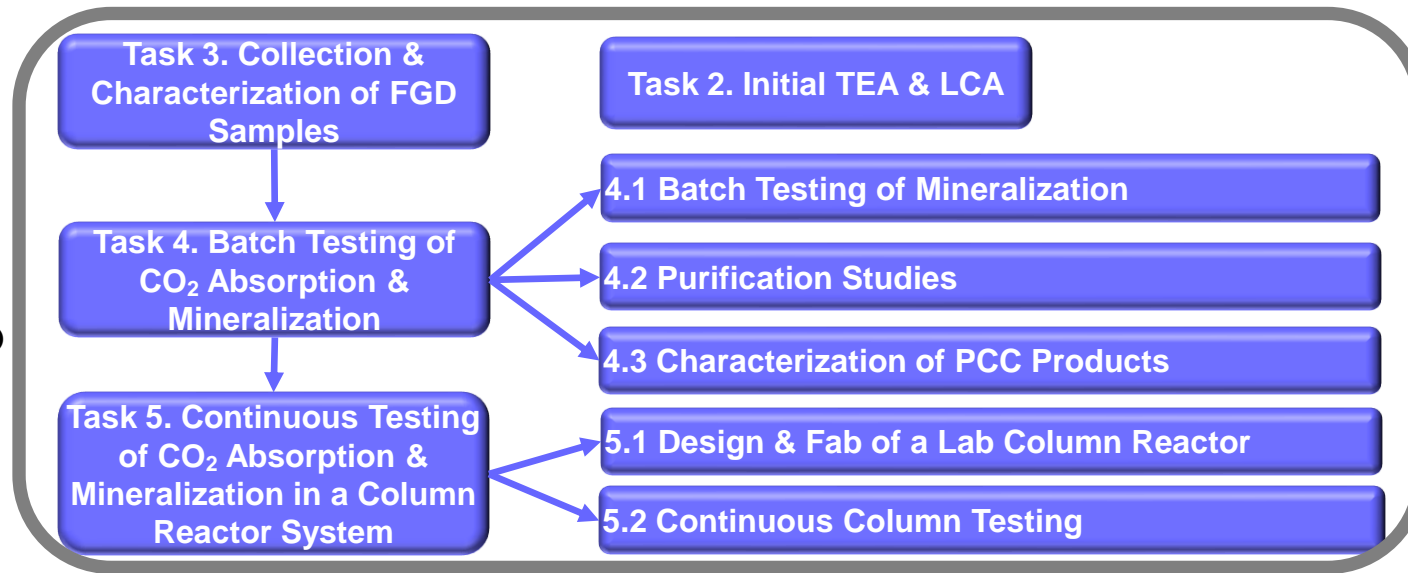 Task 3. Collection &
Characterization of FGD
Samples
Task 2. Initial TEA & LCA
4.1 Batch Testing of Mineralization
Task 4. Batch Testing of
CO₂ Absorption &
Mineralization
4.2 Purification Studies
4.3 Characterization of PCC Products
Task 5. Continuous Testing
of CO₂ Absorption &
Mineralization in a Column
Reactor System
5.1 Design & Fab of a Lab Column Reactor
5.2 Continuous Column Testing